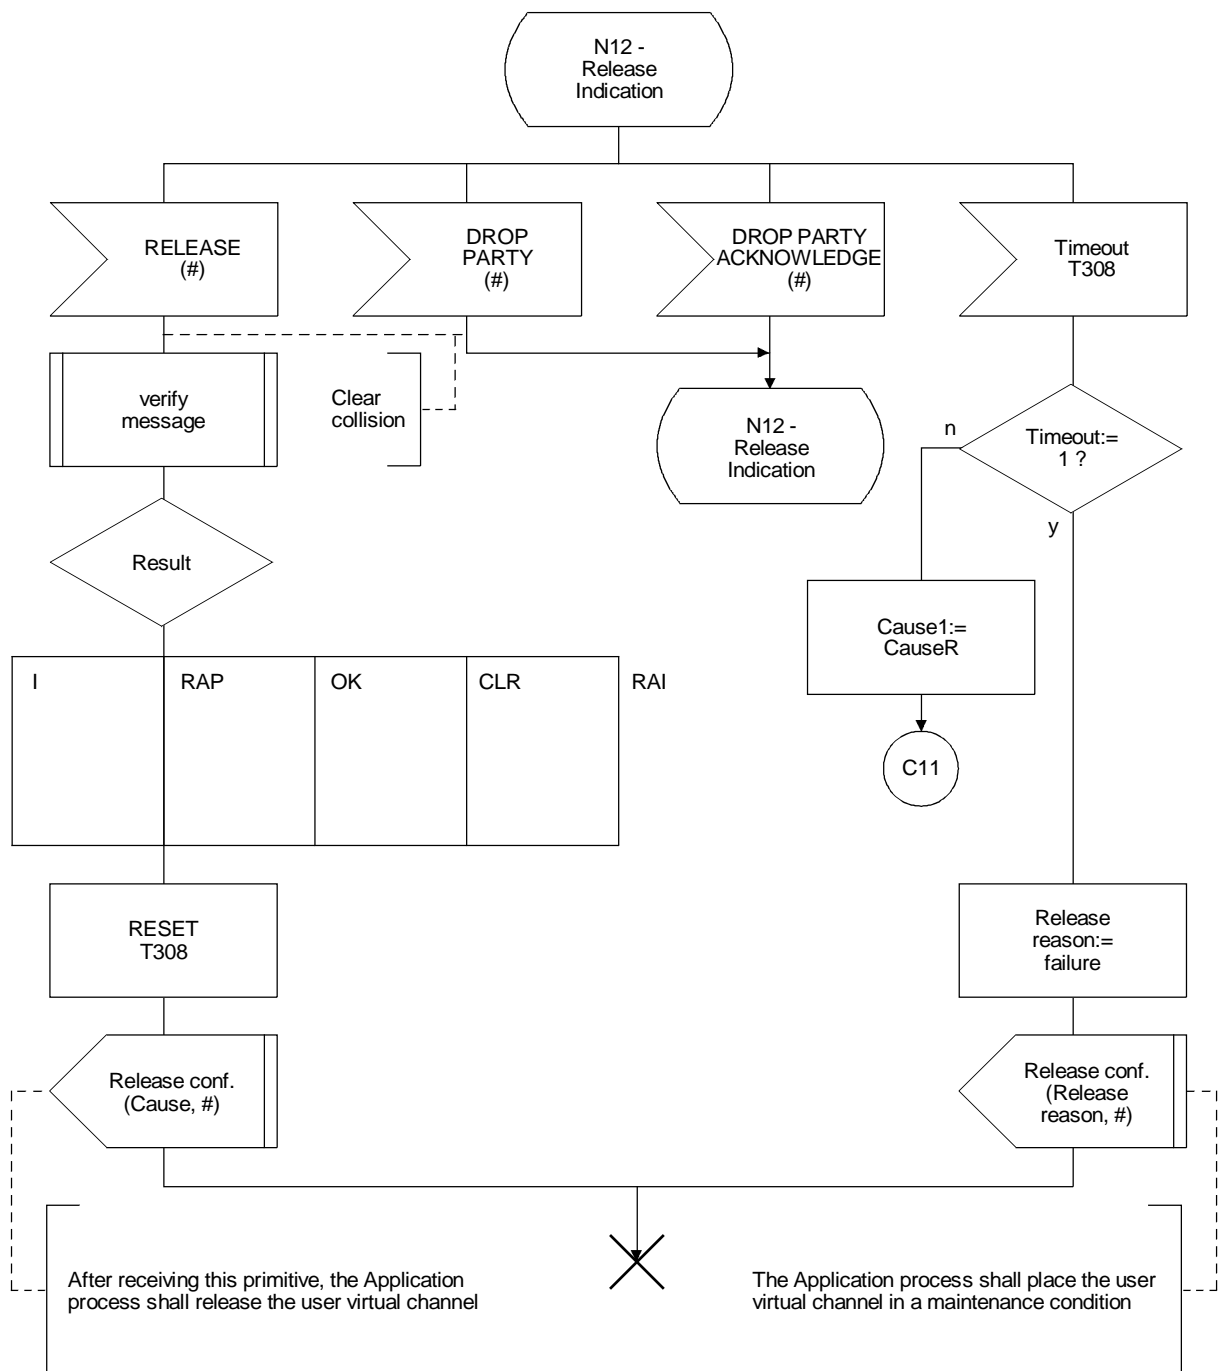 N12 -
Release
Indication
RELEASE
(#)
DROP
PARTY
(#)
DROP PARTY
ACKNOWLEDGE
(#)
Timeout
T308
verify
message
Clear
collision
N12 -
Release
Indication
n
Timeout:=
1 ?
y
Result
Cause1:=
CauseR
I
RAP
OK
CLR
RAI
C11
RESET
T308
Release
reason:=
failure
Release conf.
(Cause, #)
Release conf.
(Release
reason, #)
After receiving this primitive, the Application
process shall release the user virtual channel
The Application process shall place the user
virtual channel in a maintenance condition